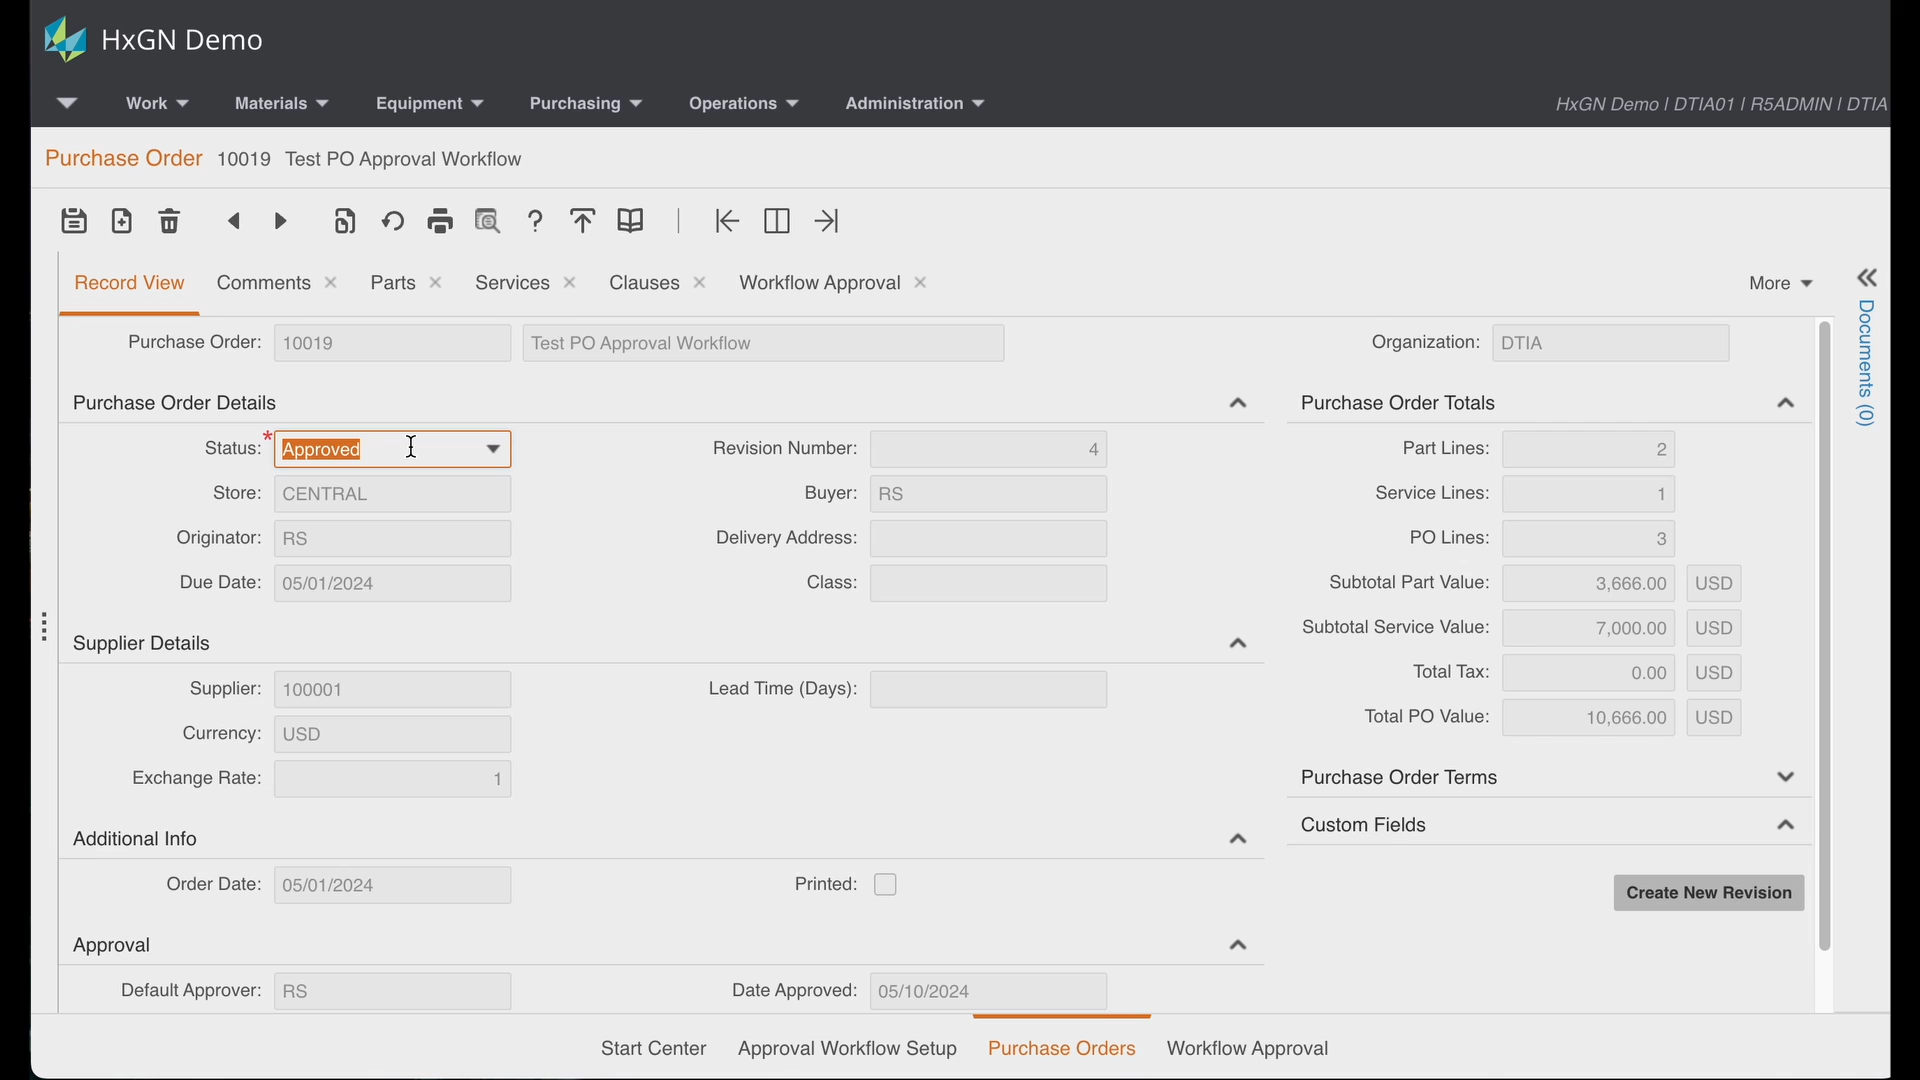 HxGN Demo
Work Materials Equipment Purchasing Operations Administration HxGN Demo | DTIA01 | R5ADMIN | DTIA
Purchase Order 10019 Test PO Approval Workflow
Record View Comments Parts Services Clauses Workflow Approval More
Documents (0)
Purchase Order: 10019 Test PO Approval Workflow Organization: DTIA
Purchase Order Details Purchase Order Totals
Status: * Approved Revision Number: 4 Part Lines: 2
Store: CENTRAL Buyer: RS Service Lines: 1
Originator: RS Delivery Address: PO Lines: 3
Due Date: 05/01/2024 Class: Subtotal Part Value: 3,666.00 USD
Supplier Details Subtotal Service Value: 7,000.00 USD
Supplier: 100001 Lead Time (Days): Total Tax: 0.00 USD
Currency: USD Total PO Value: 10,666.00 USD
Exchange Rate: 1 Purchase Order Terms
Additional Info Custom Fields
Order Date: 05/01/2024 Printed: Create New Revision
Approval
Default Approver: RS Date Approved: 05/10/2024
Start Center Approval Workflow Setup Purchase Orders Workflow Approval